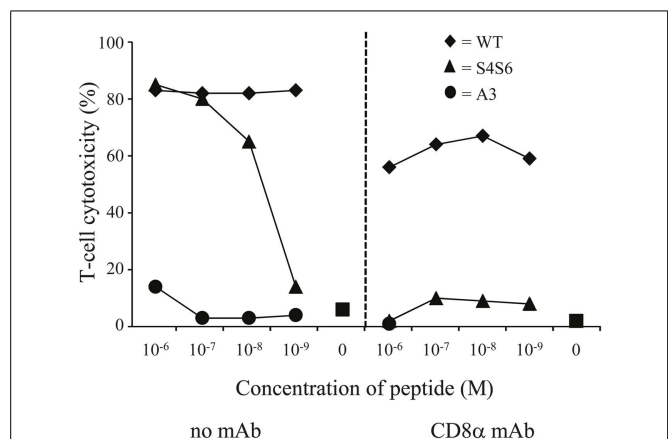 = WT
= S4S6
= A3
T-cell cytotoxicity (%)
100
80
60
40
20
0
10-6 10-7 10-8 10-9 0 10-6 10-7 10-8 10-9 0
Concentration of peptide (M)
no mAb CD8α mAb